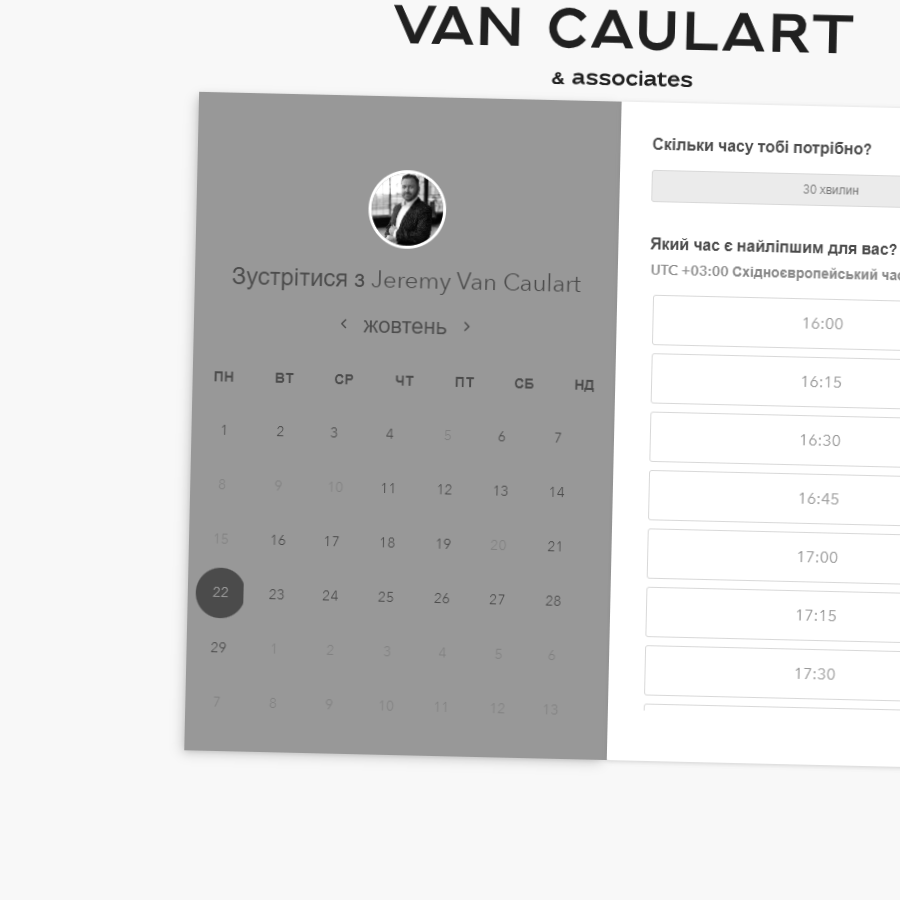 VAN CAULART
& associates
Зустрітися з Jeremy Van Caulart
жовтень
ПН ВТ СР ЧТ ПТ СБ НД
1 2 3 4 5 6 7
8 9 10 11 12 13 14
15 16 17 18 19 20 21
22 23 24 25 26 27 28
29 1 2 3 4 5 6
7 8 9 10 11 12 13
Скільки часу тобі потрібно?
30 хвилин
Який час є найліпшим для вас?
UTC +03:00 Східноєвропейський
16:00
16:15
16:30
16:45
17:00
17:15
17:30